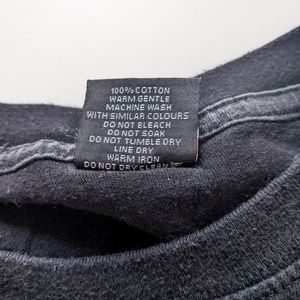 100% COTTON
WARM GENTLE
MACHINE WASH
WITH SIMILAR COLOURS
DO NOT BLEACH
DO NOT SOAK
DO NOT TUMBLE DRY
LINE DRY
WARM IRON
DO NOT DRY CLEAN